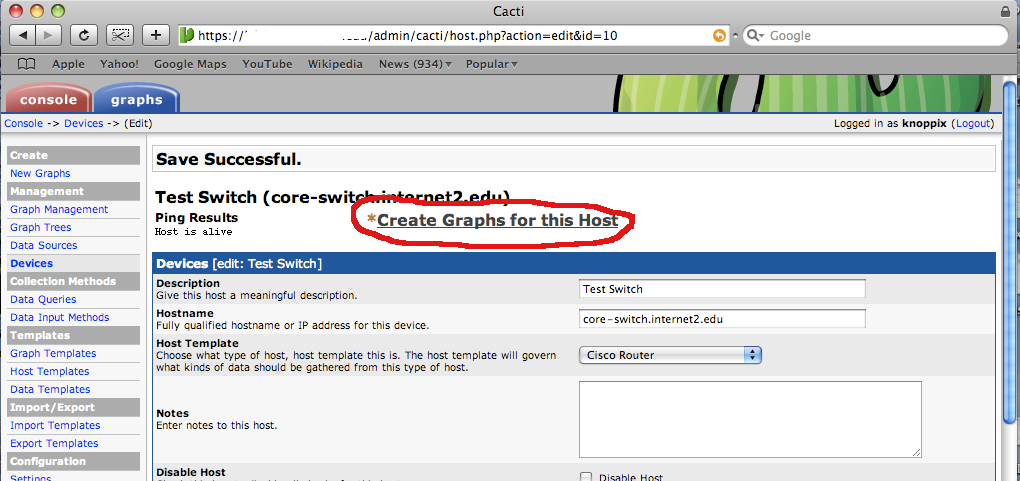 Cacti
https:// /admin/cacti/host.php?action=edit&id=10
Google
Apple Yahoo! Google Maps YouTube Wikipedia News (934) Popular
console graphs
Console -> Devices -> (Edit)
Logged in as knoppix (Logout)
Create
New Graphs
Management
Graph Management
Graph Trees
Data Sources
Devices
Collection Methods
Data Queries
Data Input Methods
Templates
Graph Templates
Host Templates
Data Templates
Import/Export
Import Templates
Export Templates
Configuration
Settings
Save Successful.
Test Switch (core-switch.internet2.edu)
Ping Results
Host is alive
*Create Graphs for this Host
Devices [edit: Test Switch]
Description
Give this host a meaningful description.
Test Switch
Hostname
Fully qualified hostname or IP address for this device.
core-switch.internet2.edu
Host Template
Choose what type of host, host template this is. The host template will govern
what kinds of data should be gathered from this type of host.
Cisco Router
Notes
Enter notes to this host.
Disable Host
Disable Host